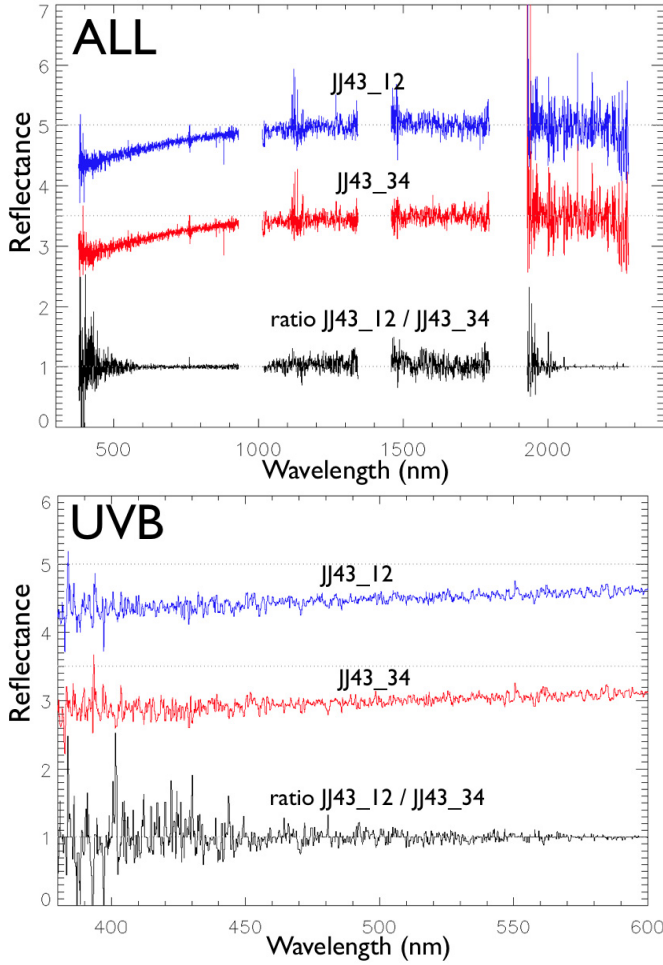 ALL
7
6
5
4
3
2
1
0
Reflectance
JJ43_12
JJ43_34
ratio JJ43_12 / JJ43_34
500 1000 1500 2000
Wavelength (nm)
UVB
6
5
4
3
2
1
0
Reflectance
JJ43_12
JJ43_34
ratio JJ43_12 / JJ43_34
400 450 500 550 600
Wavelength (nm)